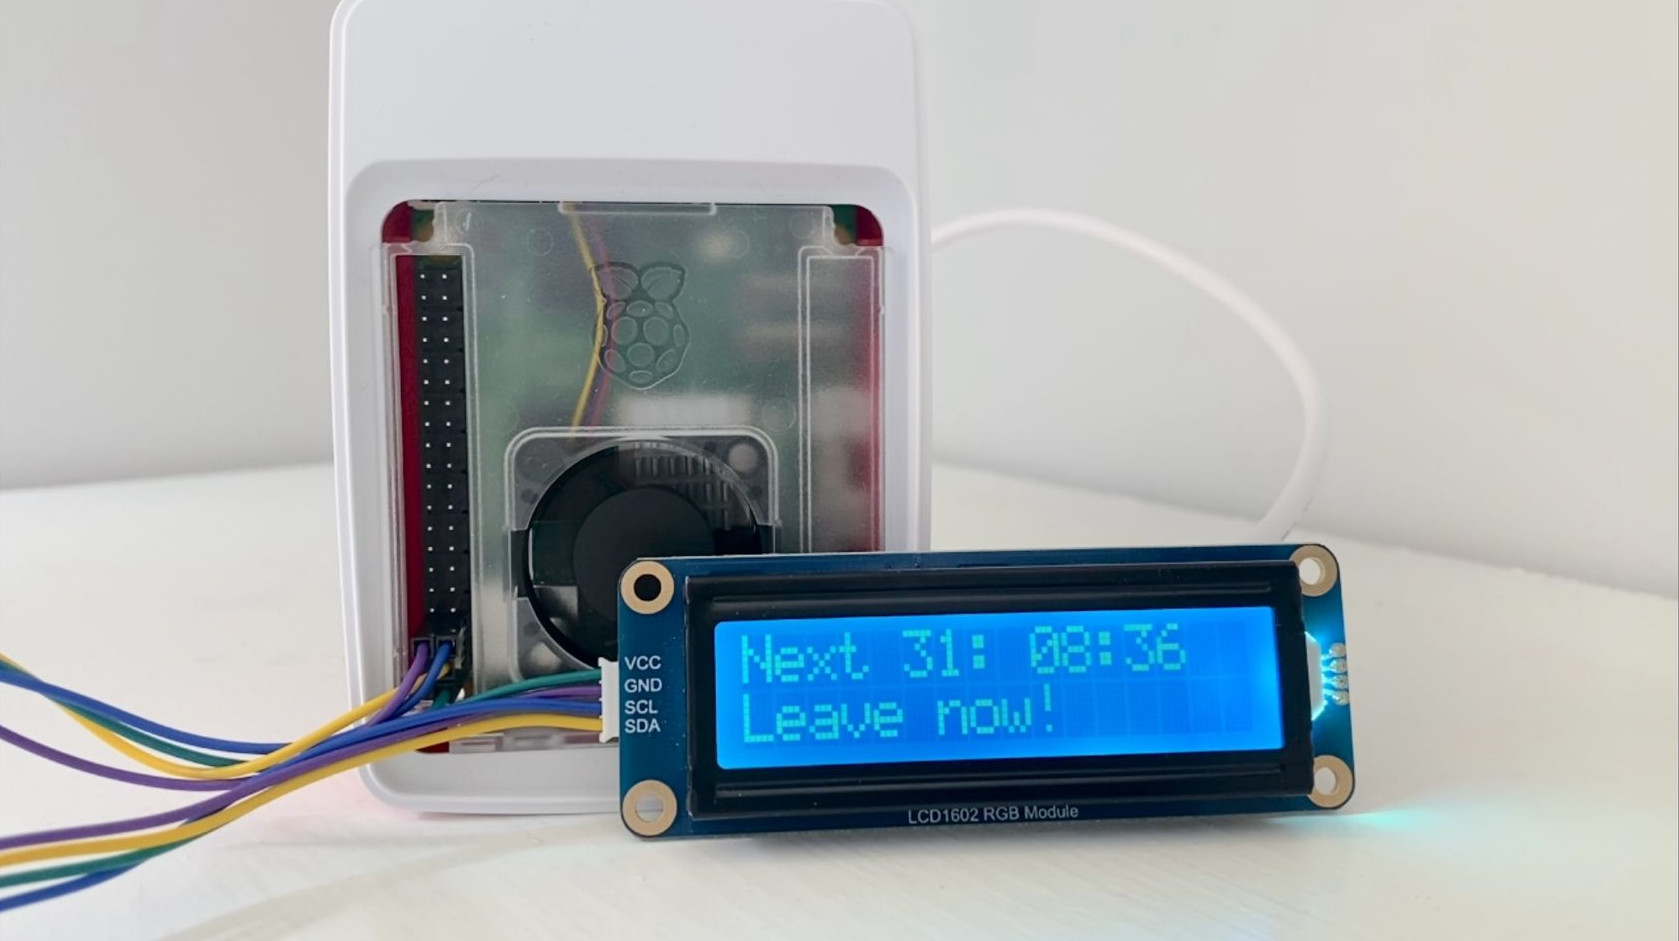 VCC
GND
SCL
SDA
Next 31: 08:36
Leave now!
LCD1602 RGB Module